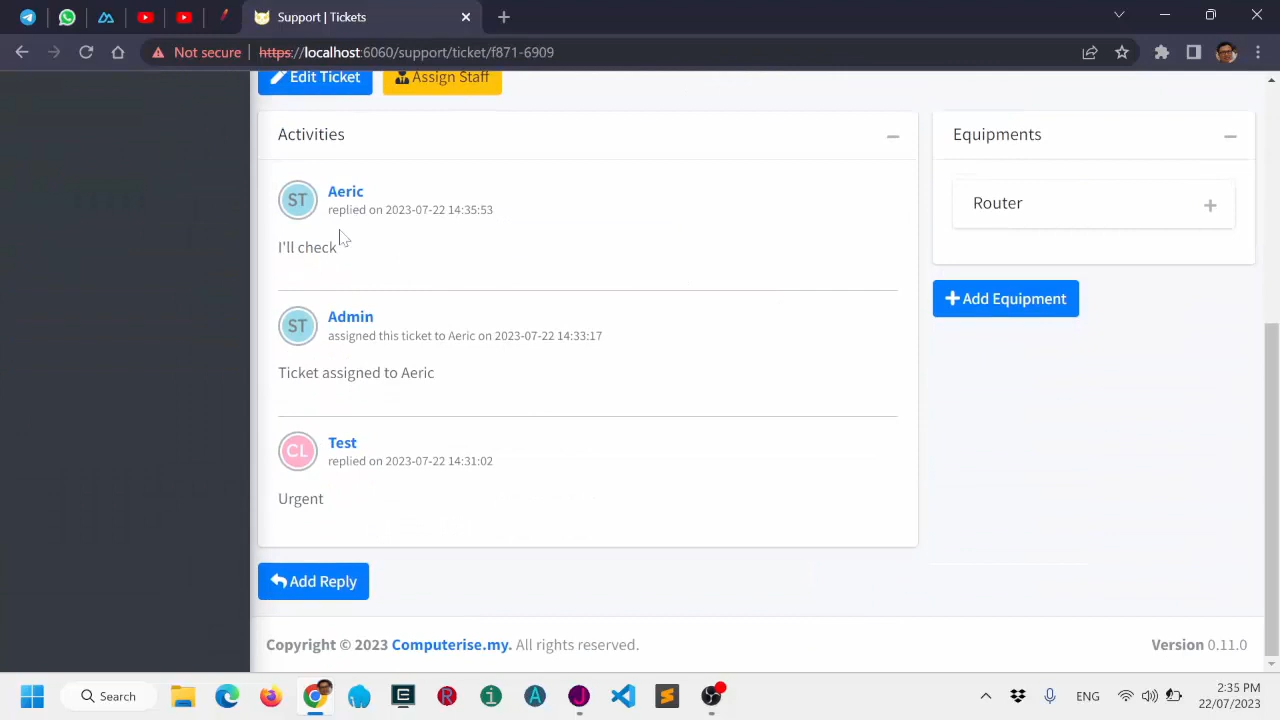 Support | Tickets
Not secure
https://localhost:6060/support/ticket/f871-6909
Edit Ticket
Assign Staff
Activities
Equipments
ST
Aeric
replied on 2023-07-22 14:35:53
I'll check
Router
Add Equipment
ST
Admin
assigned this ticket to Aeric on 2023-07-22 14:33:17
Ticket assigned to Aeric
CL
Test
replied on 2023-07-22 14:31:02
Urgent
Add Reply
Copyright © 2023 Computerise.my. All rights reserved.
Version 0.11.0
Search
ENG
2:35 PM
22/07/2023